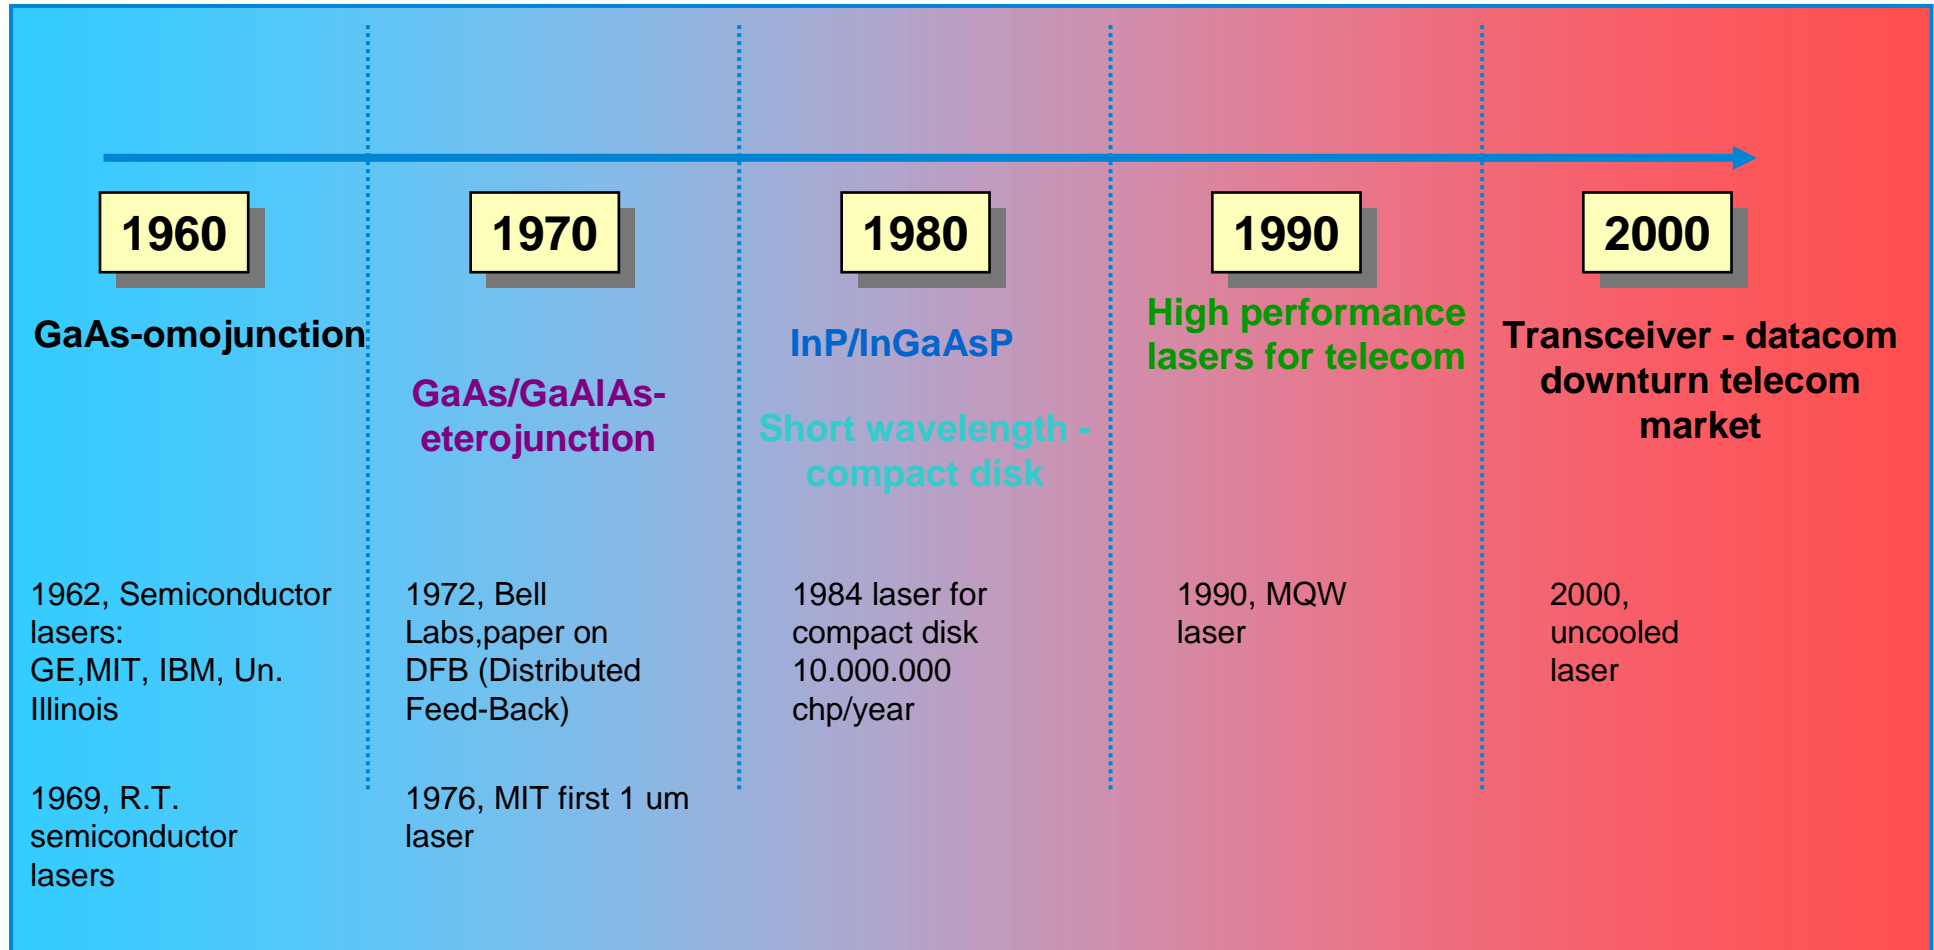 1960
1970
1980
1990
2000
GaAs-omojunction
GaAs/GaAlAs-
eterojunction
InP/InGaAsP
Short wavelength -
compact disk
High performance
lasers for telecom
Transceiver - datacom
downturn telecom
market
1962, Semiconductor
lasers:
GE,MIT, IBM, Un.
Illinois
1969, R.T.
semiconductor
lasers
1972, Bell
Labs,paper on
DFB (Distributed
Feed-Back)
1976, MIT first 1 um
laser
1984 laser for
compact disk
10.000.000
chp/year
1990, MQW
laser
2000,
uncooled
laser